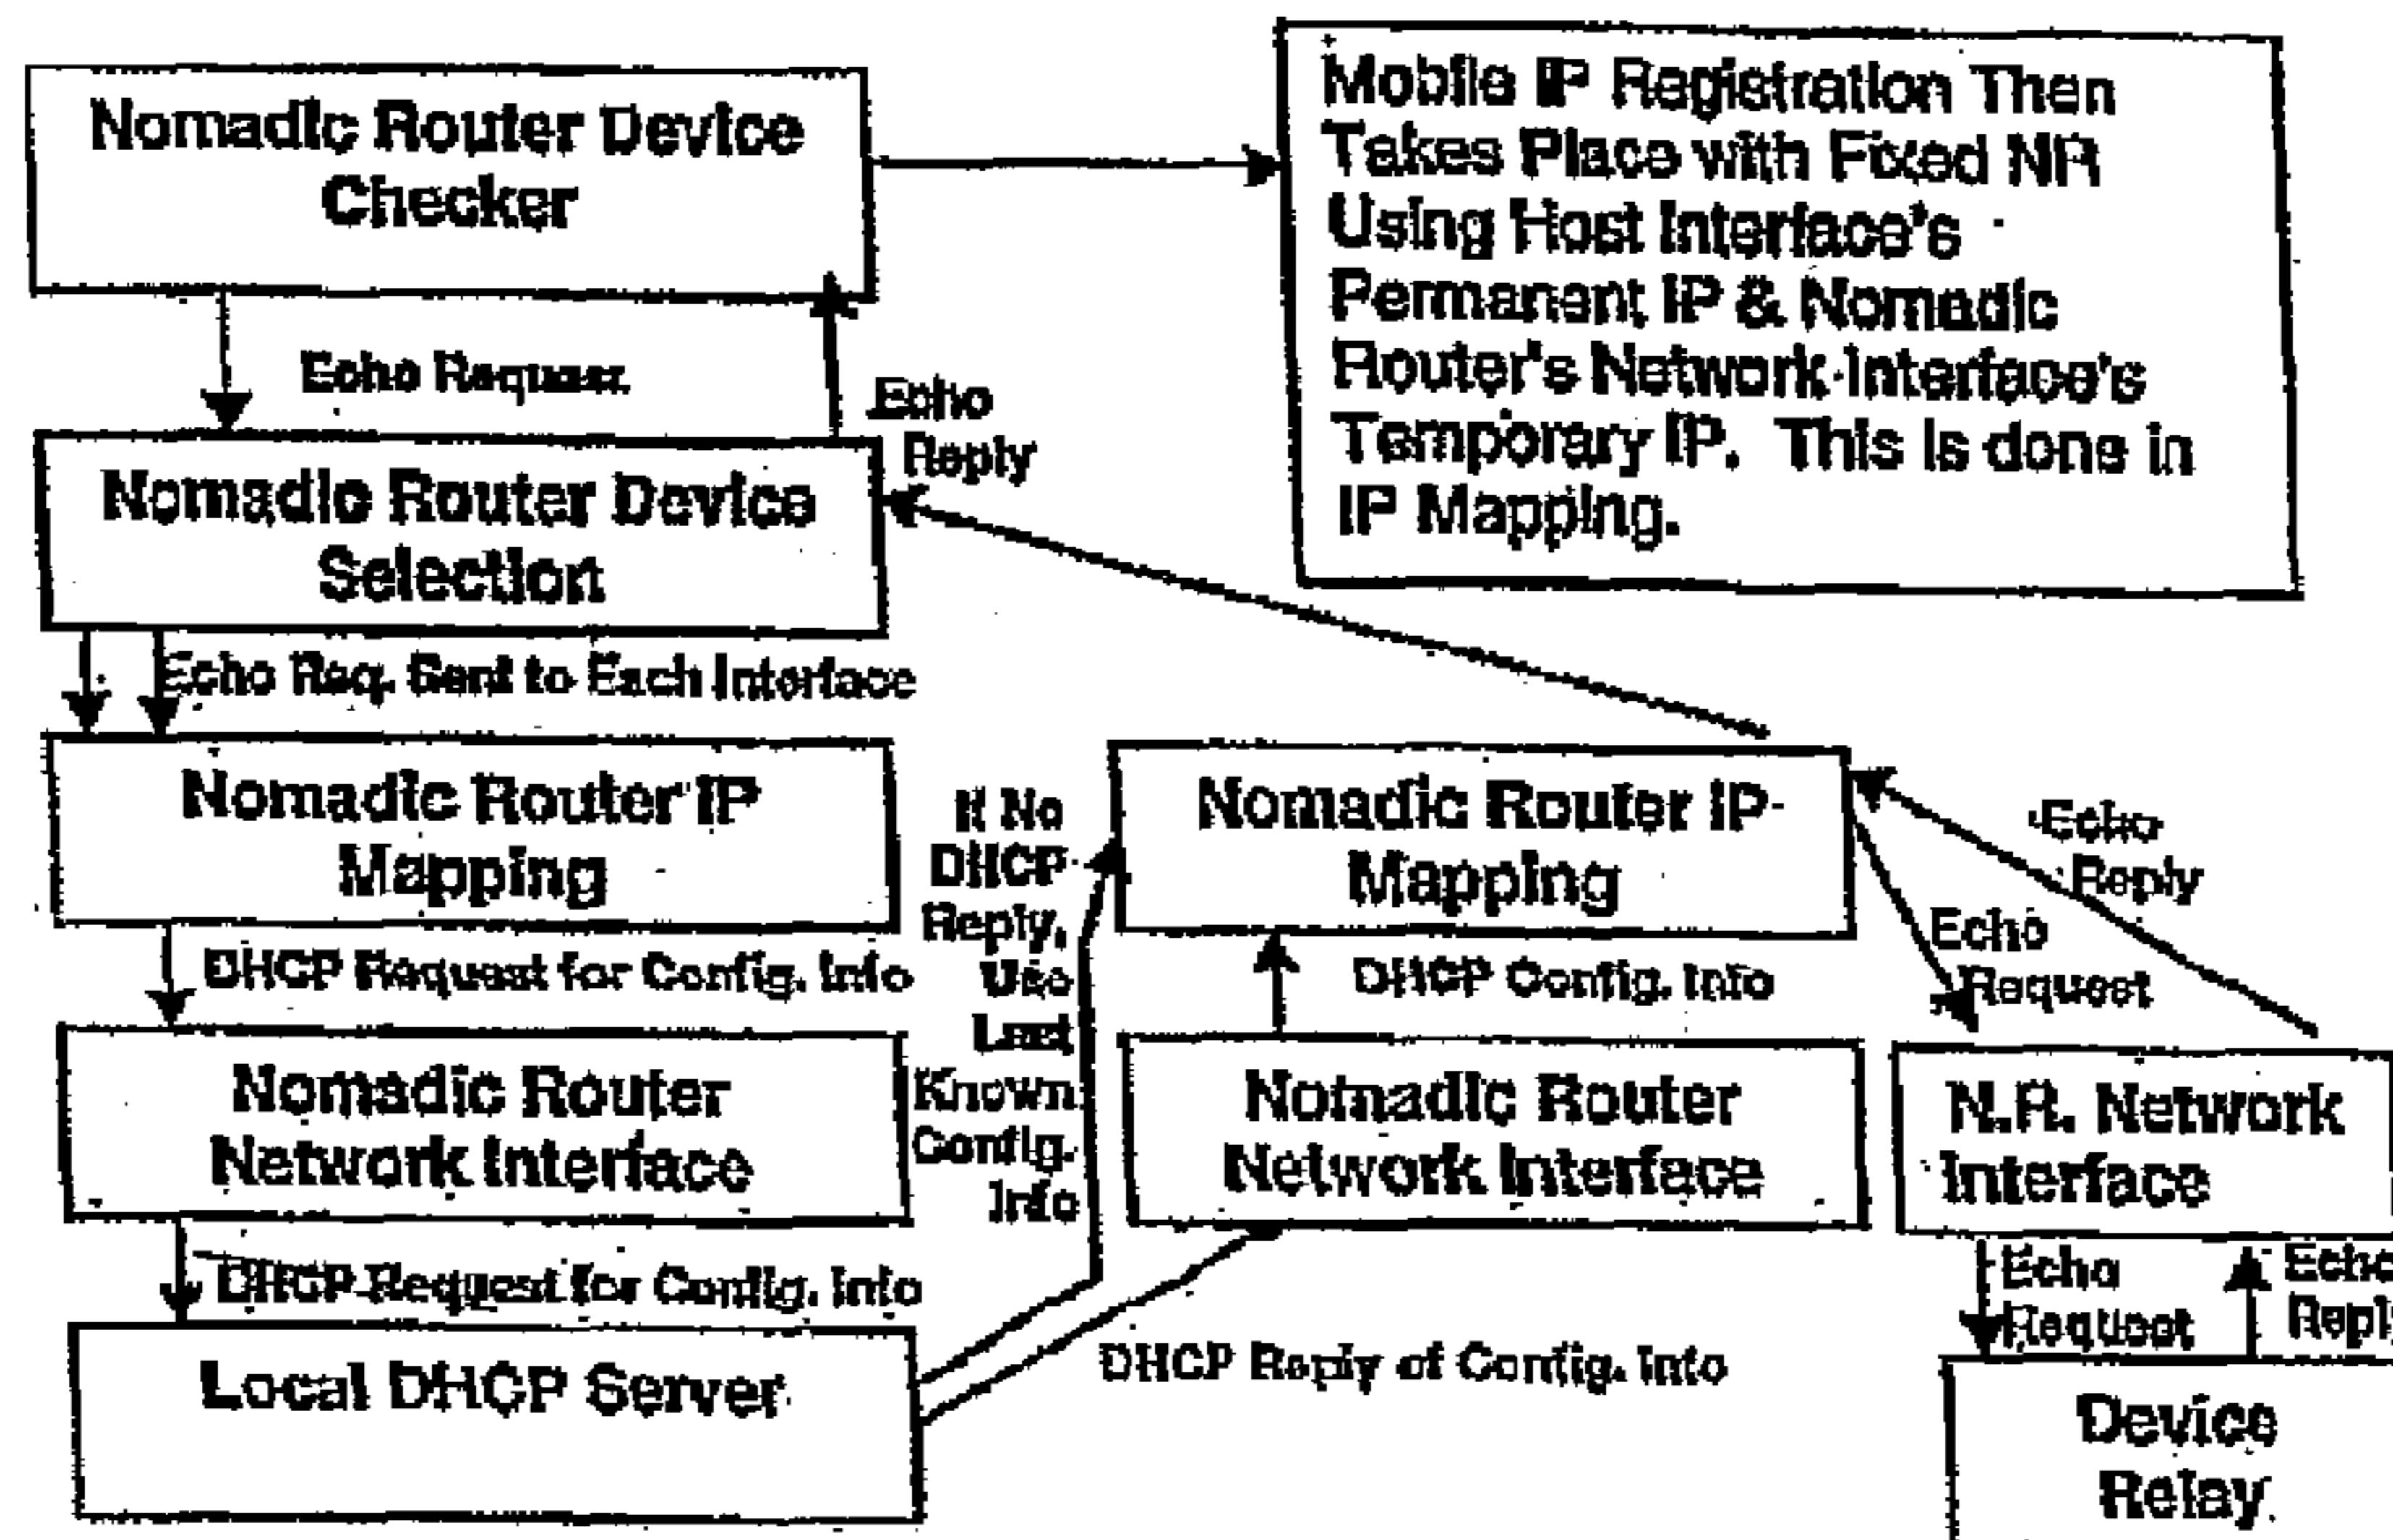 Nomadic Router Device
Checker
Mobile IP Registration Then
Takes Place with Fixed NR
Using Host Interface's
Permanent IP & Nomadic
Router's Network Interface's
Temporary IP. This is done in
IP Mapping.
Echo Request
Echo
Reply
Nomadic Router Device
Selection
Echo Req. Sent to Each Interface
Nomadic Router IP
Mapping
If No
DHCP
Reply,
Use
Last
Known
Config.
Info
Nomadic Router IP
Mapping
Echo
Reply
Echo
Request
DHCP Request for Config. Info
DHCP Config. Info
Nomadic Router
Network Interface
Nomadic Router
Network Interface
N.R. Network
Interface
DHCP Request for Config. Info
Echo
Request
Echo
Reply
Local DHCP Server
DHCP Reply of Config. Info
Device
Relay